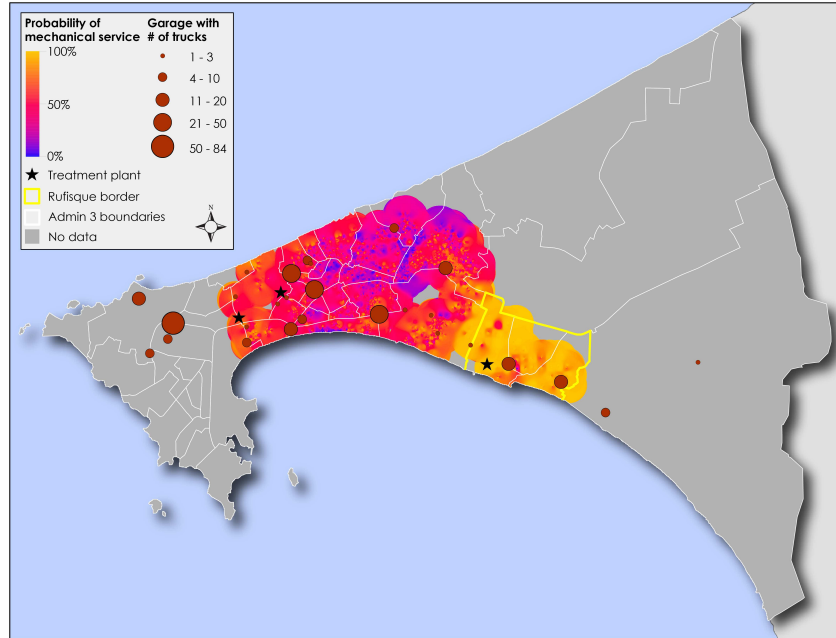 Probability of
mechanical service
100%
50%
0%
Garage with
# of trucks
1 - 3
4 - 10
11 - 20
21 - 50
50 - 84
Treatment plant
Rufisque border
Admin 3 boundaries
No data
N